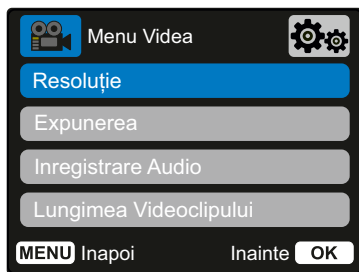 Menu Videa
Resoluție
Expunerea
Inregistrare Audio
Lungimea Videoclipului
MENU Inapoi Inainte OK